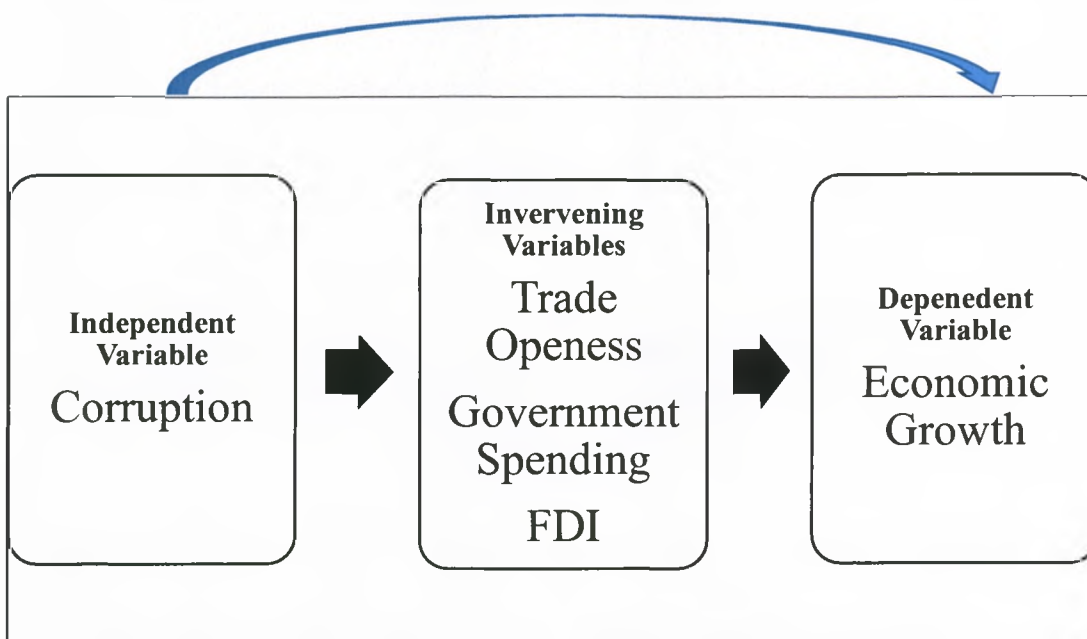 Independent
Variable
Corruption
Invervening
Variables
Trade
Openess
Government
Spending
FDI
Depenedent
Variable
Economic
Growth